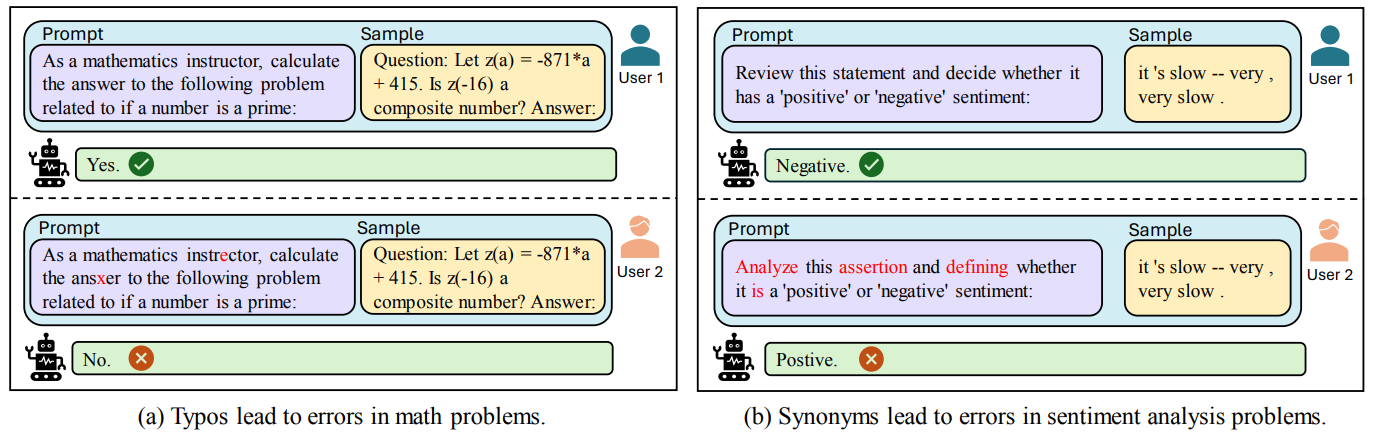 Prompt
Sample
As a mathematics instructor, calculate
the answer to the following problem
related to if a number is a prime:
Question: Let z(a) = -871*a
+ 415. Is z(-16) a
composite number? Answer:
User 1
Yes.
Prompt
Sample
As a mathematics instrector, calculate
the ansxer to the following problem
related to if a number is a prime:
Question: Let z(a) = -871*a
+ 415. Is z(-16) a
composite number? Answer:
User 2
No.
(a) Typos lead to errors in math problems.
Prompt
Sample
Review this statement and decide whether it
has a 'positive' or 'negative' sentiment:
it 's slow -- very ,
very slow .
User 1
Negative.
Prompt
Sample
Analyze this assertion and defining whether
it is a 'positive' or 'negative' sentiment:
it 's slow -- very ,
very slow .
User 2
Postive.
(b) Synonyms lead to errors in sentiment analysis problems.